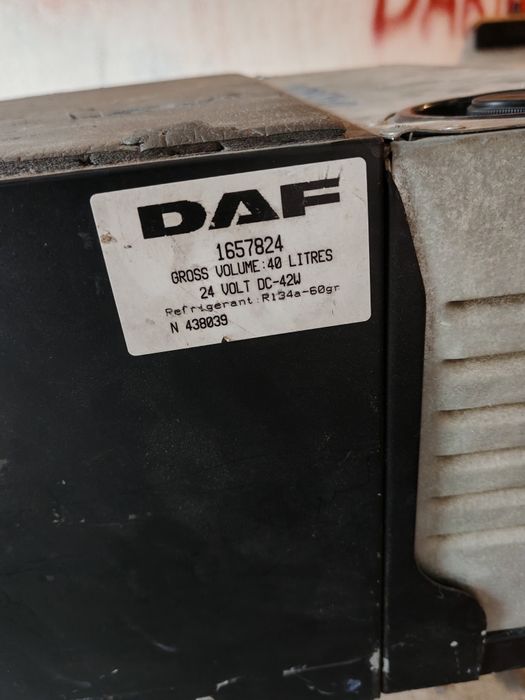 DAF
1657824
GROSS VOLUME:40 LITRES
24 VOLT DC-42W
Refrigerant:R134a-60gr
N 438039